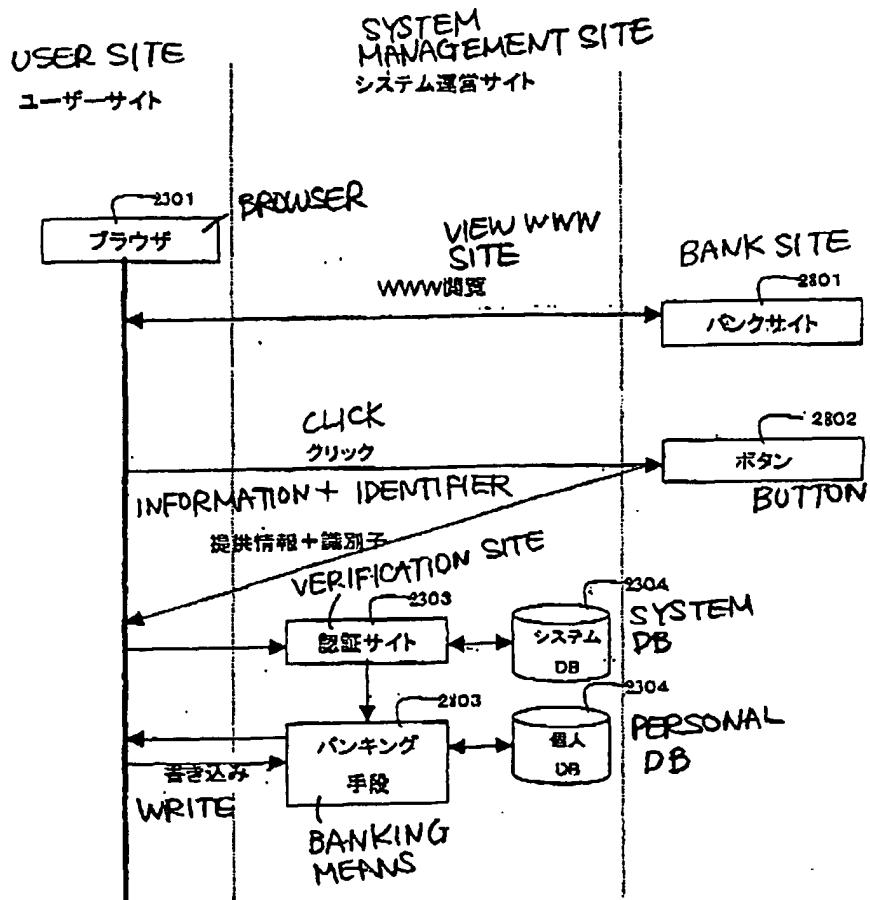 USER SITE
ユーザーサイト
SYSTEM
MANAGEMENT SITE
システム運営サイト
2301
BROWSER
ブラウザ
VIEW WWW
SITE
WWW閲覧
BANK SITE
2801
バンクサイト
CLICK
クリック
2802
ボタン
BUTTON
INFORMATION + IDENTIFIER
提供情報+識別子
VERIFICATION SITE
2303
認証サイト
2304
システム
DB
SYSTEM
DB
2803
バンキング
手段
2304
個人
DB
PERSONAL
DB
書き込み
WRITE
BANKING
MEANS